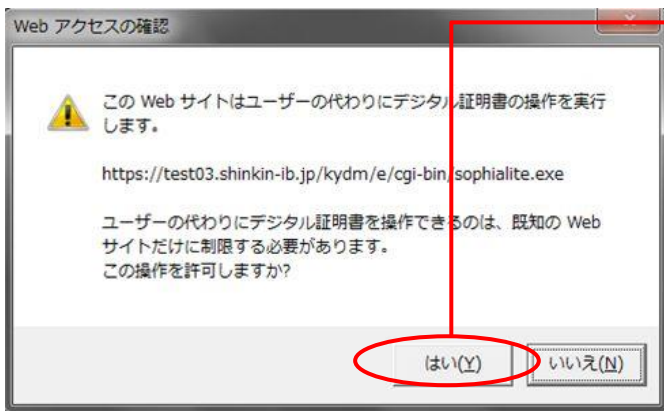 Web アクセスの確認
この Web サイトはユーザーの代わりにデジタル証明書の操作を実行
します。
https://test03.shinkin-ib.jp/kydm/e/cgi-bin/sophialite.exe
ユーザーの代わりにデジタル証明書を操作できるのは、既知の Web
サイトだけに制限する必要があります。
この操作を許可しますか?
はい(Y)
いいえ(N)